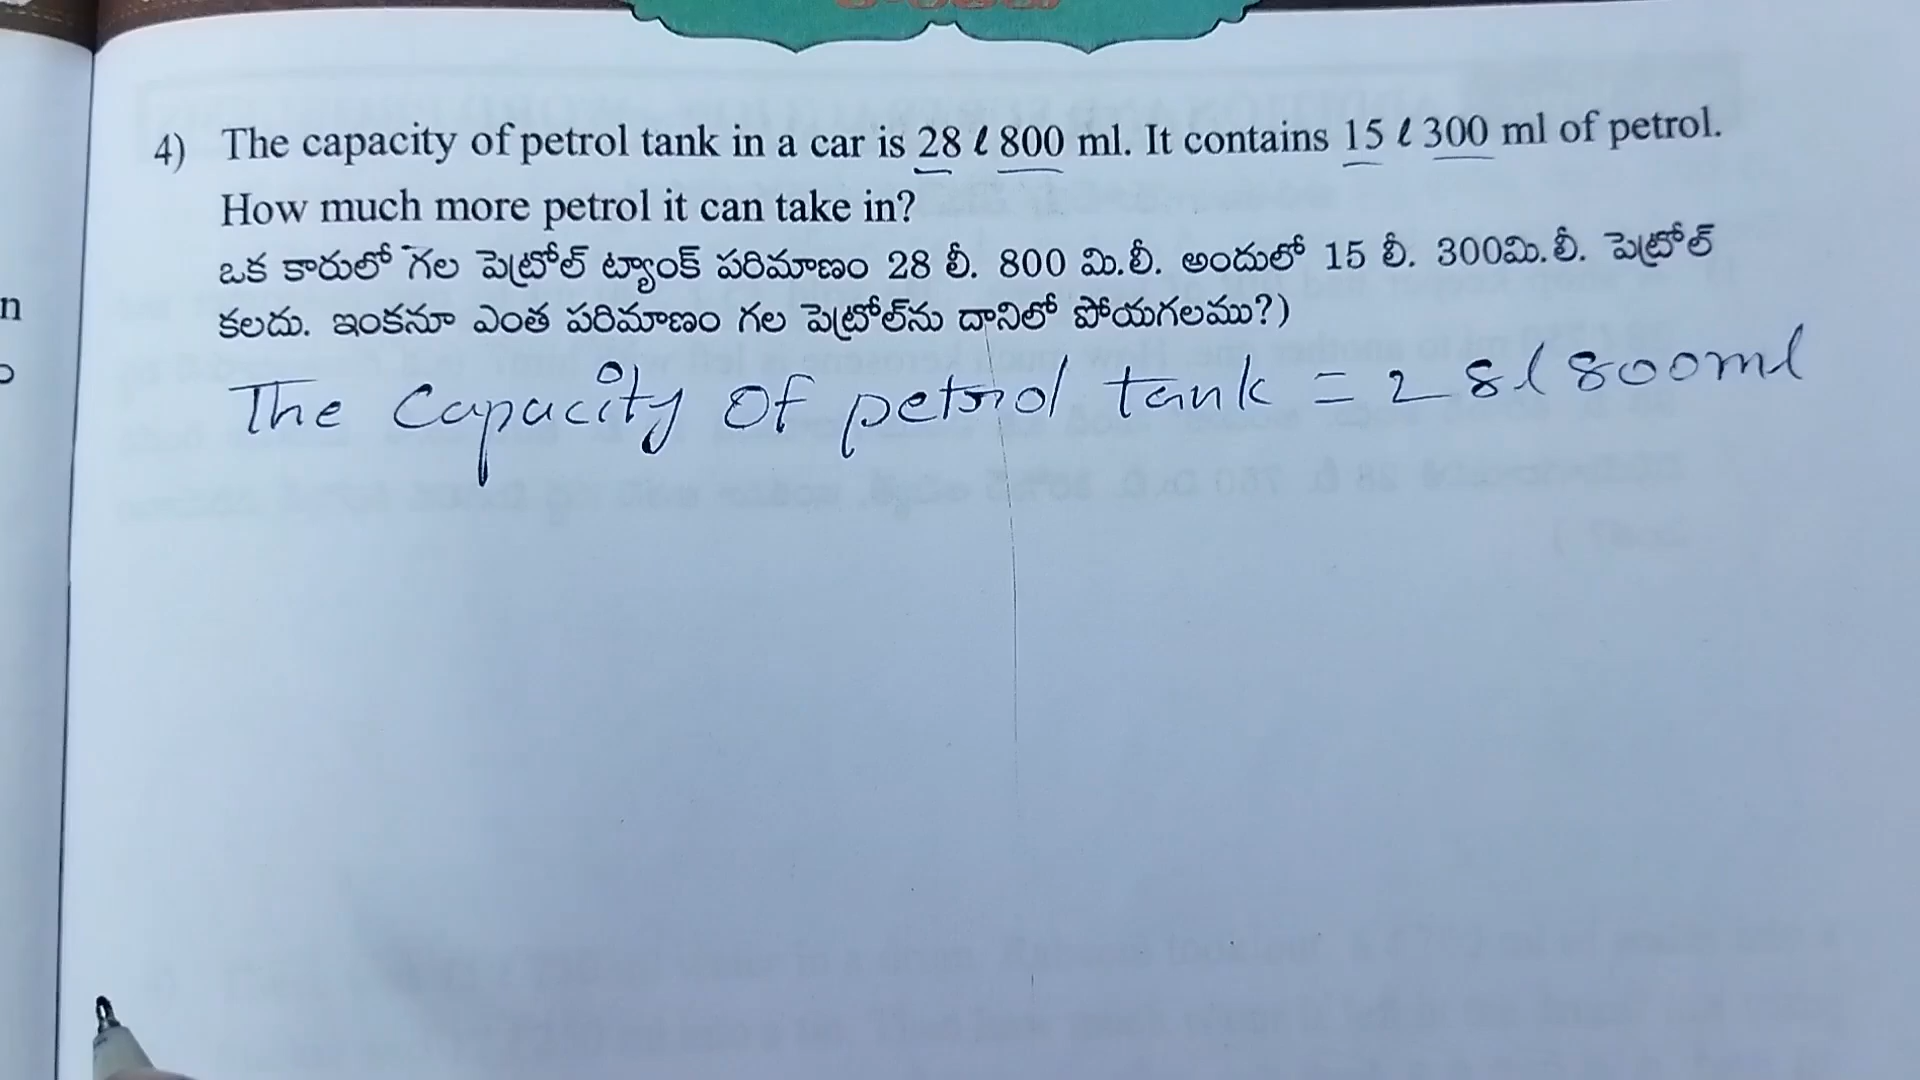 4) The capacity of petrol tank in a car is 28 ℓ 800 ml. It contains 15 ℓ 300 ml of petrol.
How much more petrol it can take in?
ఒక కారులో గల పెట్రోల్ ట్యాంక్ పరిమాణం 28 లీ. 800 మి.లీ. అందులో 15 లీ. 300మి.లీ. పెట్రోల్
కలదు. ఇంకనూ ఎంత పరిమాణం గల పెట్రోల్‌ను దానిలో పోయగలము?)
The Capacity Of petrol tank = 28l 800ml
n